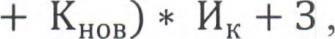 + Кнов) * Ик + З,